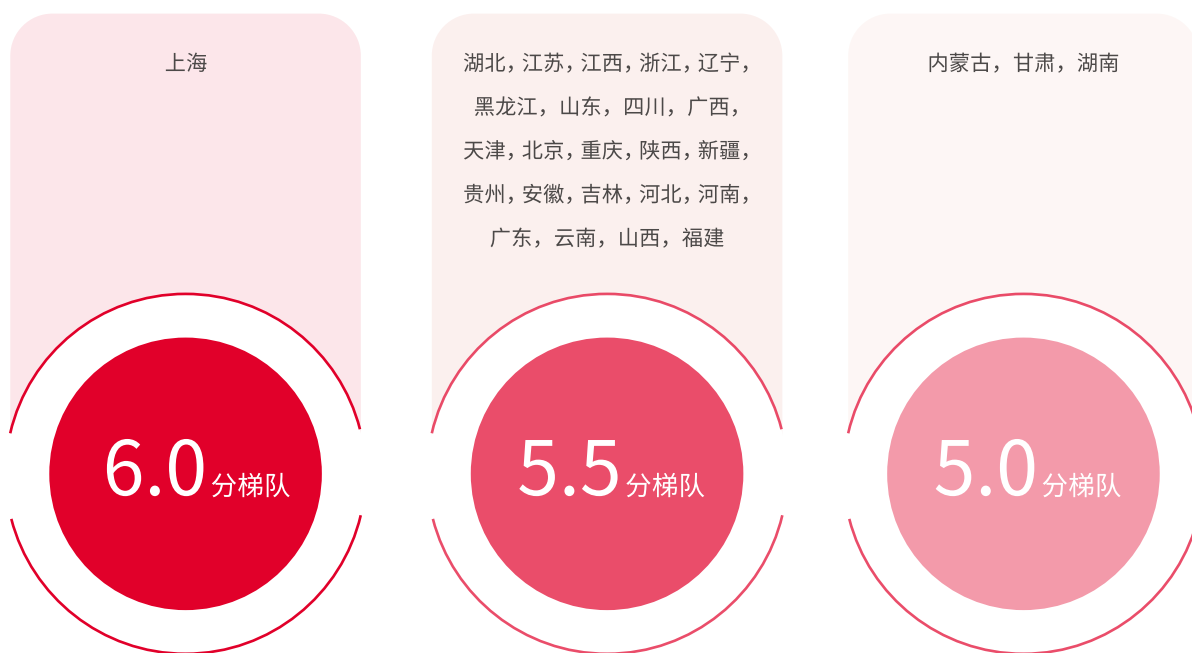 上海
湖北，江苏，江西，浙江，辽宁，
黑龙江，山东，四川，广西，
天津，北京，重庆，陕西，新疆，
贵州，安徽，吉林，河北，河南，
广东，云南，山西，福建
内蒙古，甘肃，湖南
6.0分梯队
5.5分梯队
5.0分梯队